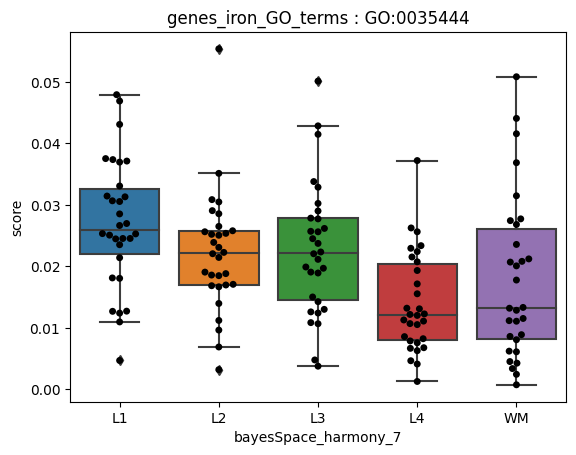 genes_iron_GO_terms : GO:0035444
0.05
0.04
0.03
0.02
0.01
0.00
score
L1 L2 L3 L4 WM
bayesSpace_harmony_7